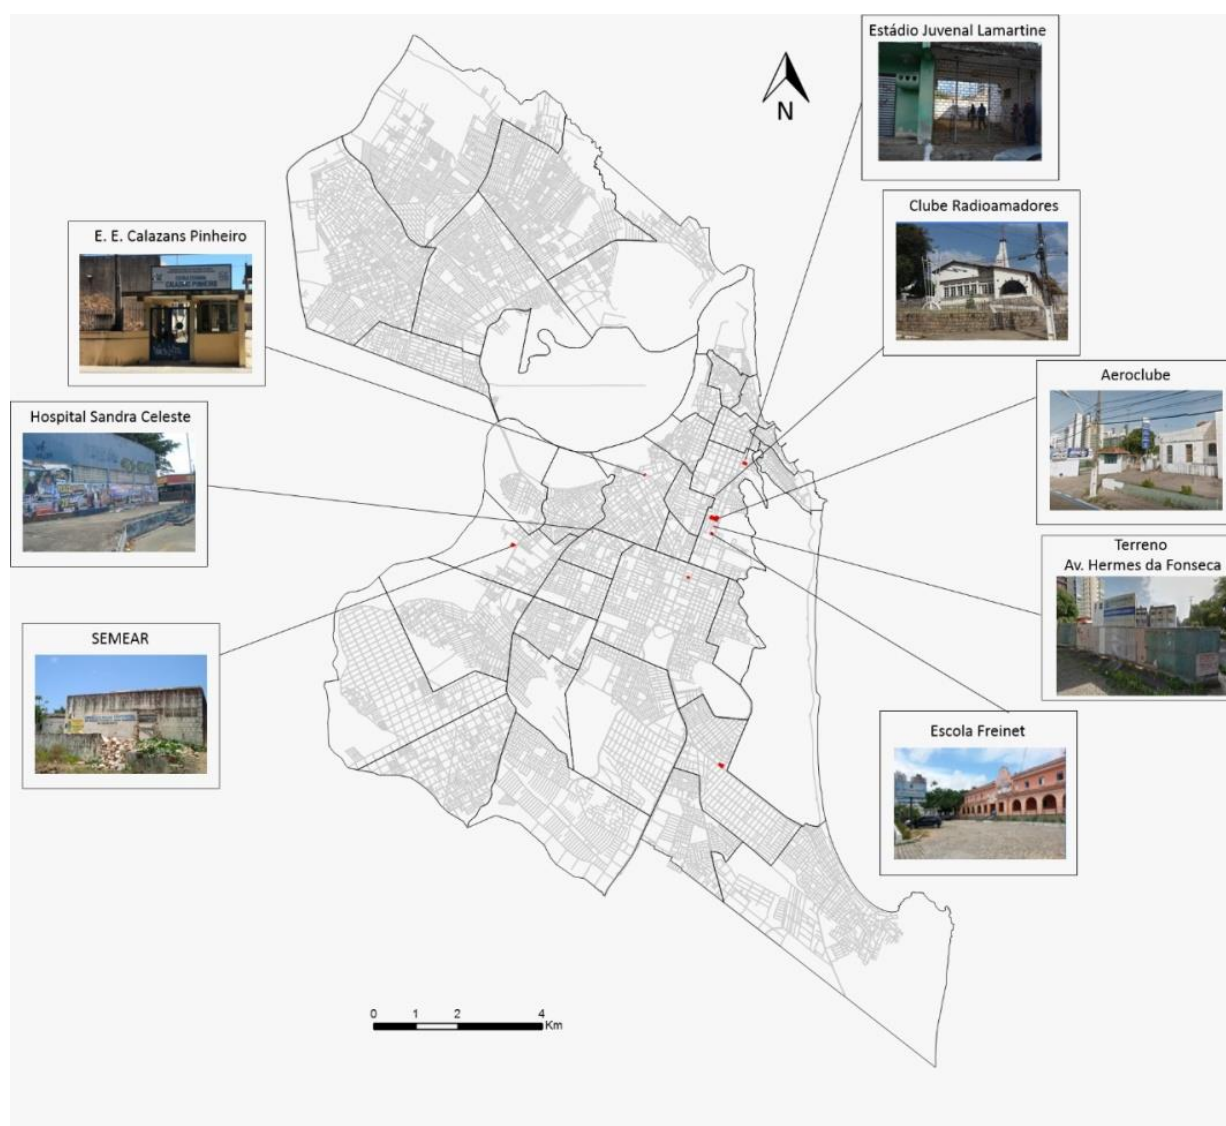 Estádio Juvenal Lamartine
N
Clube Radioamadores
E. E. Calazans Pinheiro
Aeroclube
Hospital Sandra Celeste
Terreno
Av. Hermes da Fonseca
SEMEAR
Escola Freinet
0 1 2 4
Km